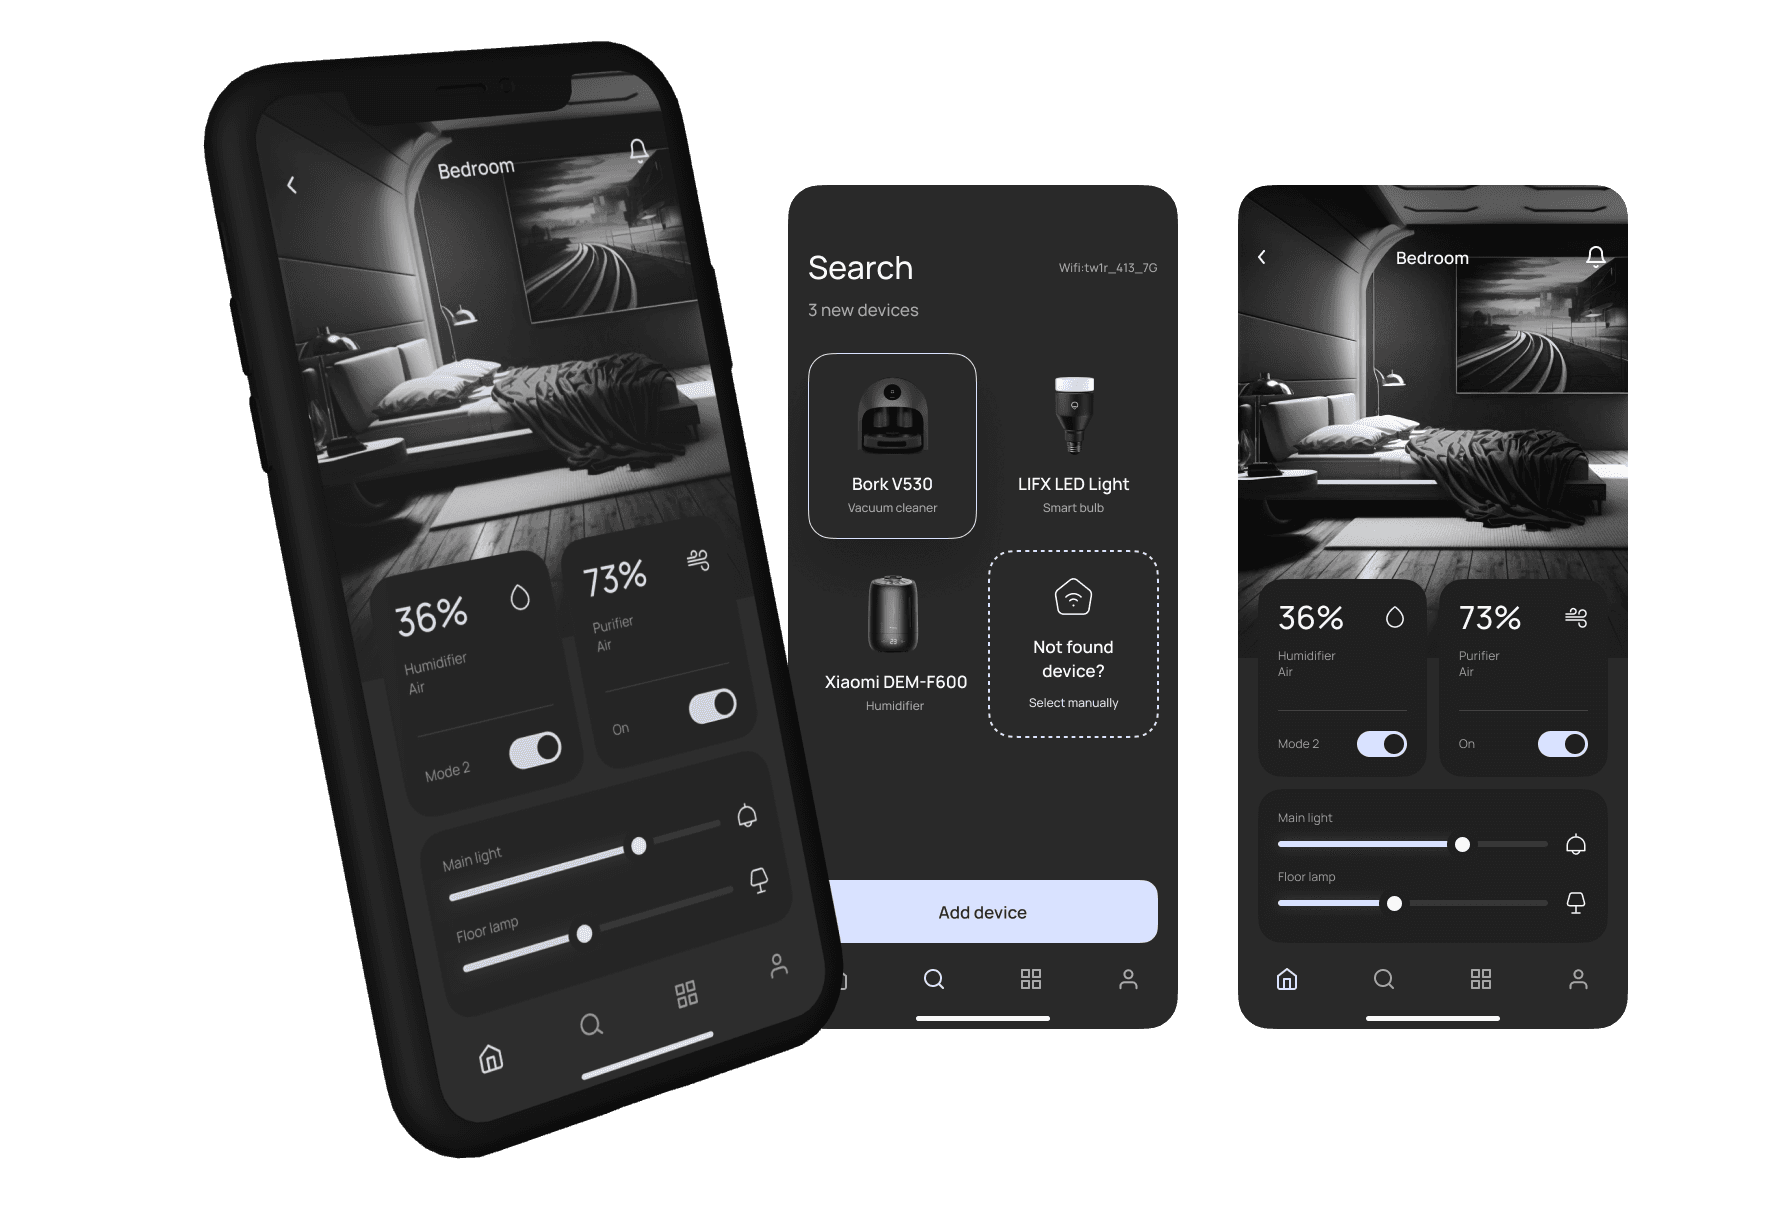 Bedroom
36%
Humidifier
Air
Mode 2
73%
Purifier
Air
On
Main light
Floor lamp
Search
Wifi:tw1r_413_7G
3 new devices
Bork V530
Vacuum cleaner
LIFX LED Light
Smart bulb
Xiaomi DEM-F600
Humidifier
Not found
device?
Select manually
Add device
Bedroom
36%
Humidifier
Air
Mode 2
73%
Purifier
Air
On
Main light
Floor lamp